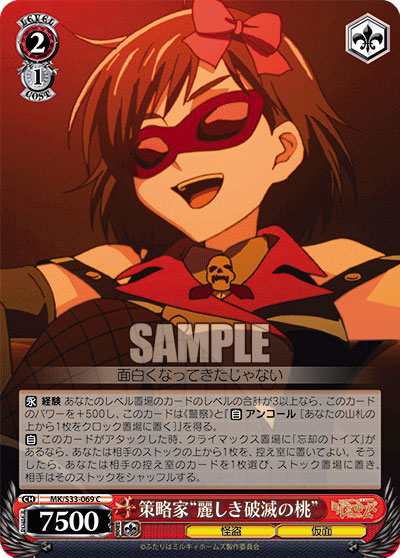 LEVEL
2
1
COST
SAMPLE
面白くなってきたじゃない
永 経験 あなたのレベル置場のカードのレベルの合計が3以上なら、このカード
のパワーを+500し、このカードは《警察》と『自 アンコール [あなたの山札の
上から1枚をクロック置場に置く]』を得る。
自 このカードがアタックした時、クライマックス置場に「忘却のトイズ」が
あるなら、あなたは相手のストックの上から1枚を、控え室に置いてよい。そう
したら、あなたは相手の控え室のカードを1枚選び、ストック置場に置き、
相手はそのストックをシャッフルする。
CH
MK/S33-069 C
策略家“麗しき破滅の桃”
7500
怪盗
仮面
©ふたりはミルキィホームズ製作委員会